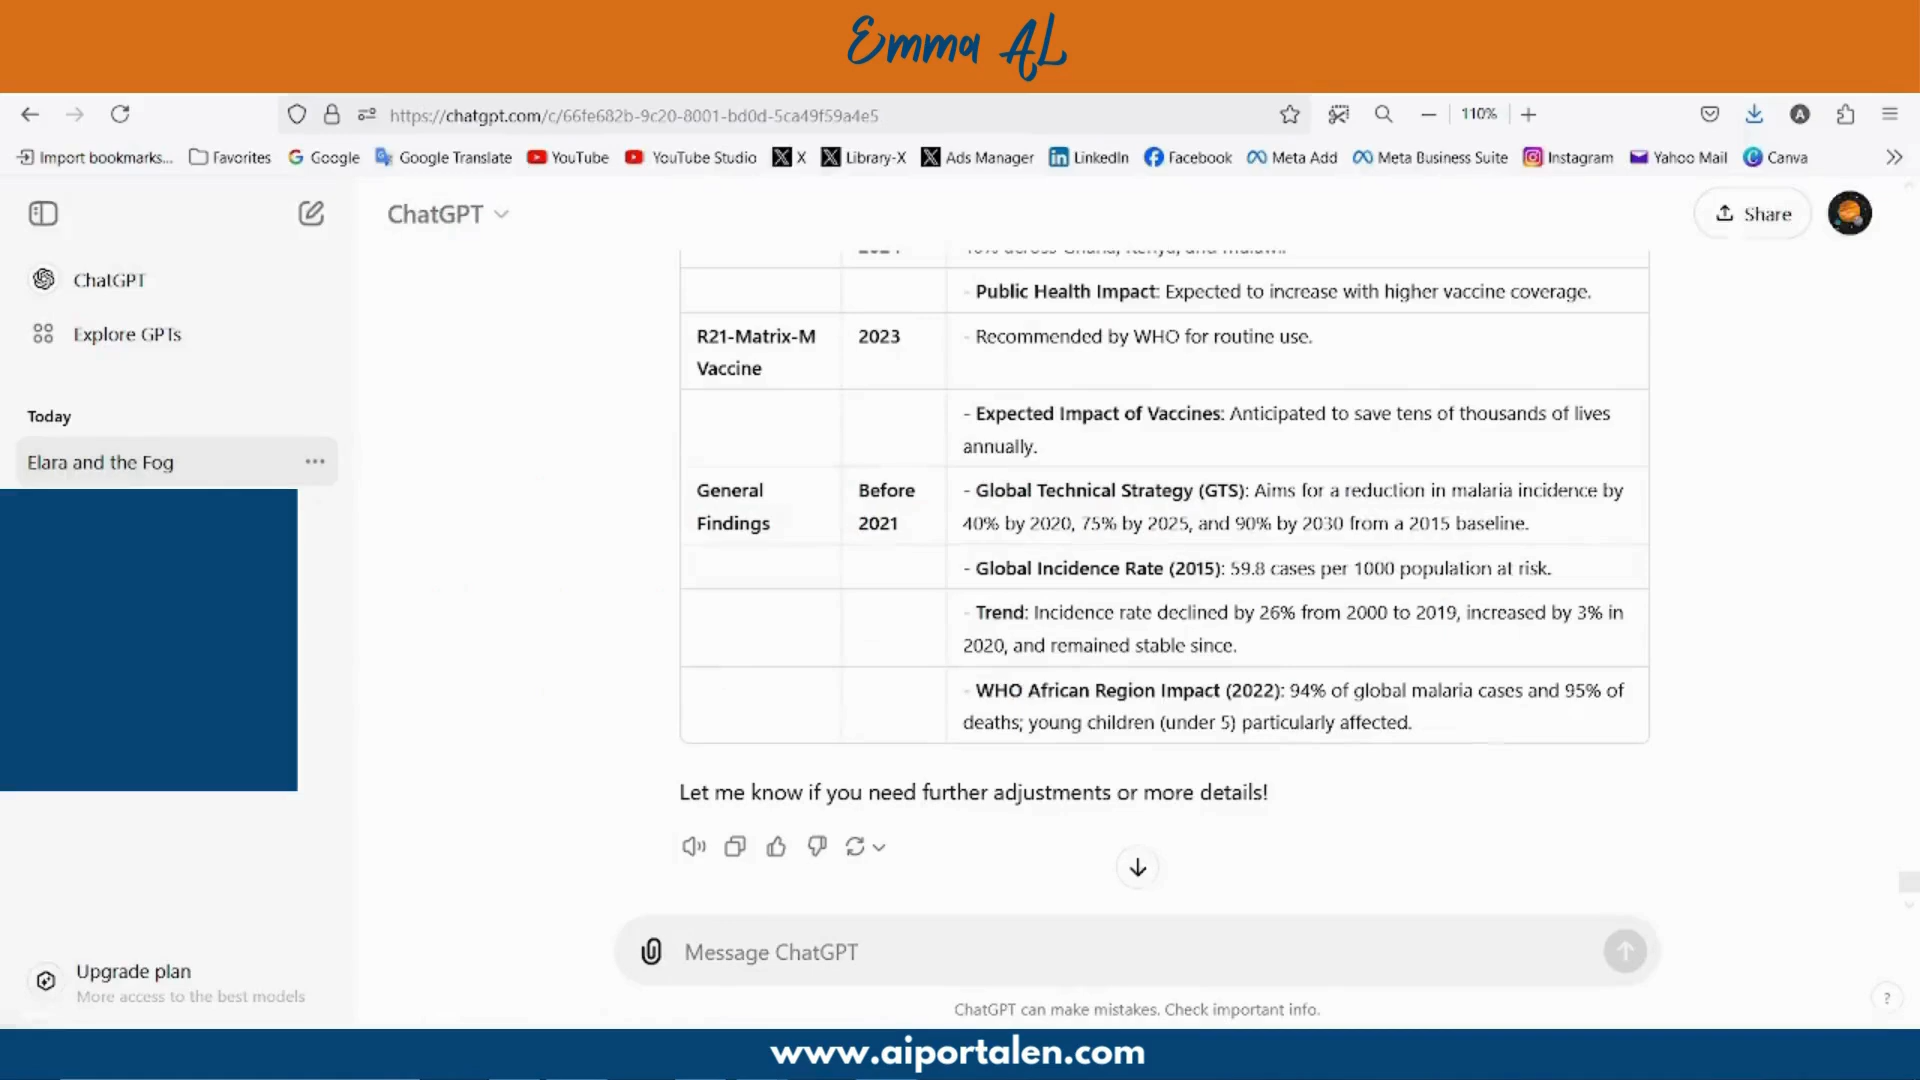 Emma AL
https://chatgpt.com/c/66fe682b-9c20-8001-bd0d-5ca49f59a4e5
110%
A
Import bookmarks...
Favorites
Google
Google Translate
YouTube
YouTube Studio
X
Library-X
Ads Manager
LinkedIn
Facebook
Meta Add
Meta Business Suite
Instagram
Yahoo Mail
Canva
ChatGPT
Share
ChatGPT
Explore GPTs
Today
Elara and the Fog
- Public Health Impact: Expected to increase with higher vaccine coverage.
R21-Matrix-M
Vaccine
2023
- Recommended by WHO for routine use.
- Expected Impact of Vaccines: Anticipated to save tens of thousands of lives
annually.
General
Findings
Before
2021
- Global Technical Strategy (GTS): Aims for a reduction in malaria incidence by
40% by 2020, 75% by 2025, and 90% by 2030 from a 2015 baseline.
- Global Incidence Rate (2015): 59.8 cases per 1000 population at risk.
- Trend: Incidence rate declined by 26% from 2000 to 2019, increased by 3% in
2020, and remained stable since.
- WHO African Region Impact (2022): 94% of global malaria cases and 95% of
deaths; young children (under 5) particularly affected.
Let me know if you need further adjustments or more details!
Message ChatGPT
Upgrade plan
More access to the best models
ChatGPT can make mistakes. Check important info.
?
www.aiportalen.com